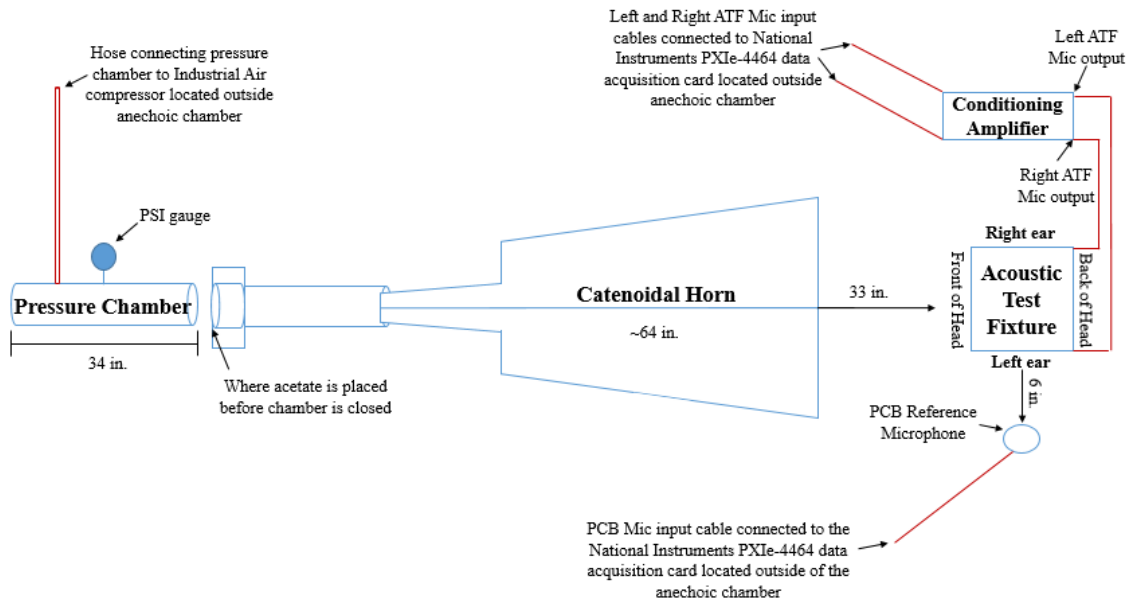 Hose connecting pressure
chamber to Industrial Air
compressor located outside
anechoic chamber
Left and Right ATF Mic input
cables connected to National
Instruments PXIe-4464 data
acquisition card located outside
anechoic chamber
Left ATF
Mic output
Conditioning
Amplifier
Right ATF
Mic output
PSI gauge
Pressure Chamber
34 in.
Where acetate is placed
before chamber is closed
Catenoidal Horn
~64 in.
33 in.
Right ear
Front of Head
Acoustic
Test
Fixture
Back of Head
Left ear
6 in.
PCB Reference
Microphone
PCB Mic input cable connected to the
National Instruments PXIe-4464 data
acquisition card located outside of the
anechoic chamber